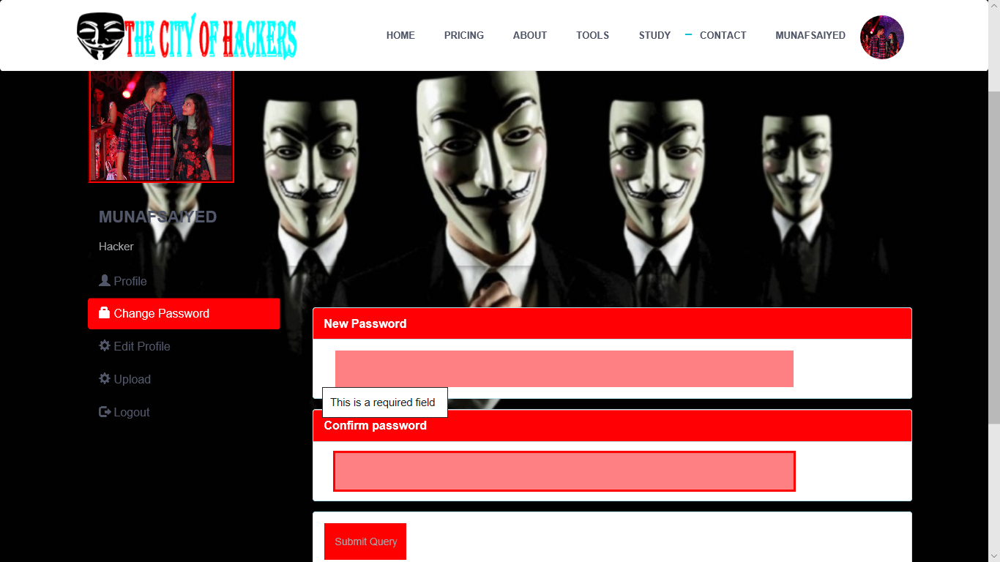 THE CITY OF HACKERS
HOME PRICING ABOUT TOOLS STUDY CONTACT MUNAFSAIYED
MUNAFSAIYED
Hacker
Profile
Change Password
Edit Profile
Upload
Logout
New Password
This is a required field
Confirm password
Submit Query